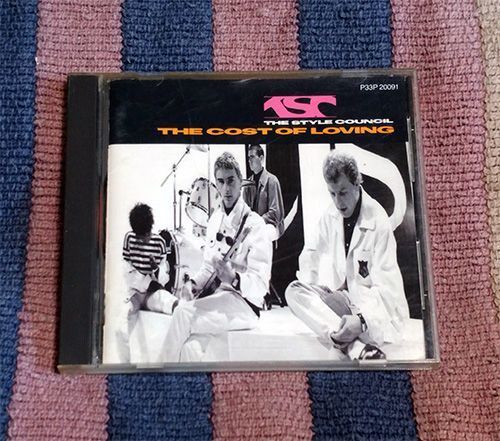 P33P 20091
TSC
THE STYLE COUNCIL
THE COST OF LOVING